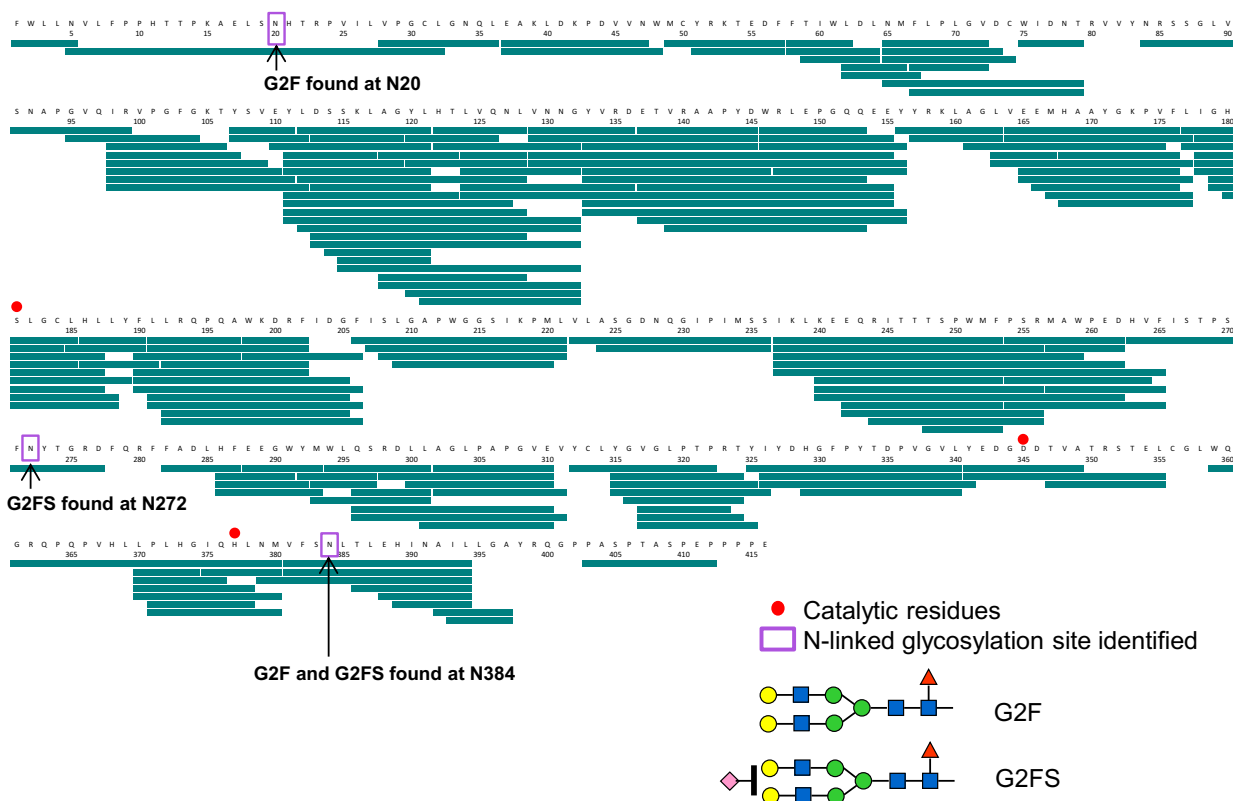 F W L L N V L F P P H T T P K A E L S N H T R P V I L V P G C L G N Q L E A K L D K P D V V N W M C Y R K T E D F F T I W L D L N M F L P L G V D C W I D N T R V V Y N R S S G L V
5 10 15 20 25 30 35 40 45 50 55 60 65 70 75 80 85 90
G2F found at N20
S N A P G V Q I R V P G F G K T Y S V E Y L D S S K L A G Y L H T L V Q N L V N N G Y V R D E T V R A A P Y D W R L E P G Q Q E E Y Y R K L A G L V E E M H A A Y G K P V F L I G H
95 100 105 110 115 120 125 130 135 140 145 150 155 160 165 170 175 180
S L G C L H L L Y F L L R Q P Q A W K D R F I D G F I S L G A P W G G S I K P M L V L A S G D N Q G I P I M S S I K L K E E Q R I T T T S P W M F P S R M A W P E D H V F I S T P S
185 190 195 200 205 210 215 220 225 230 235 240 245 250 255 260 265 270
F N Y T G R D F Q R F F A D L H F E E G W Y M W L Q S R D L L A G L P A P G V E V Y C L Y G V G L P T P R T Y I Y D H G F P Y T D P V G V L Y E D G D D T V A T R S T E L C G L W Q
275 280 285 290 295 300 305 310 315 320 325 330 335 340 345 350 355 360
G2FS found at N272
G R Q P Q P V H L L P L H G I Q H L N M V F S N L T L E H I N A I L L G A Y R Q G P P A S P T A S P E P P P P E
365 370 375 380 385 390 395 400 405 410 415
G2F and G2FS found at N384
Catalytic residues
N-linked glycosylation site identified
G2F
G2FS